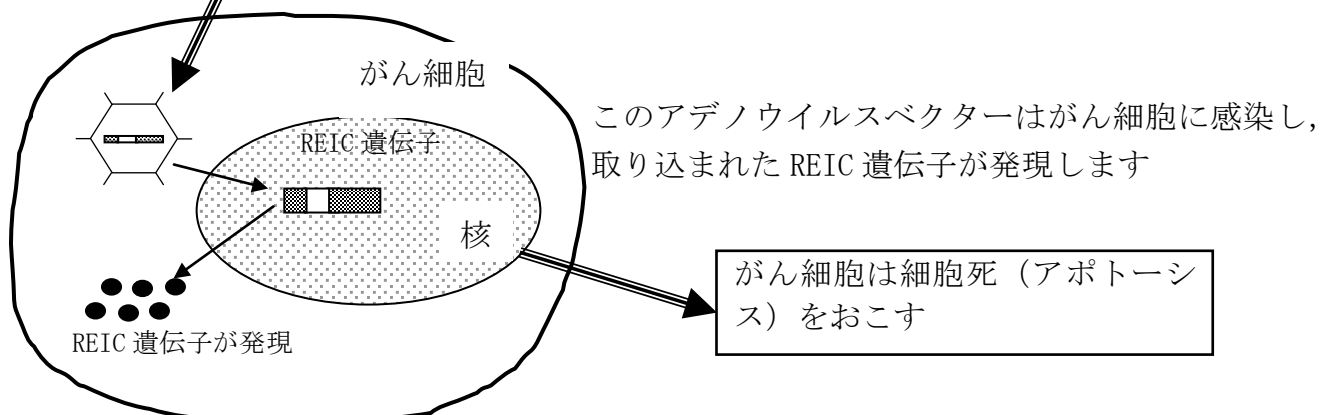 がん細胞
REIC 遺伝子
核
REIC 遺伝子が発現
このアデノウイルスベクターはがん細胞に感染し,
取り込まれた REIC 遺伝子が発現します
がん細胞は細胞死（アポトーシ
ス）をおこす